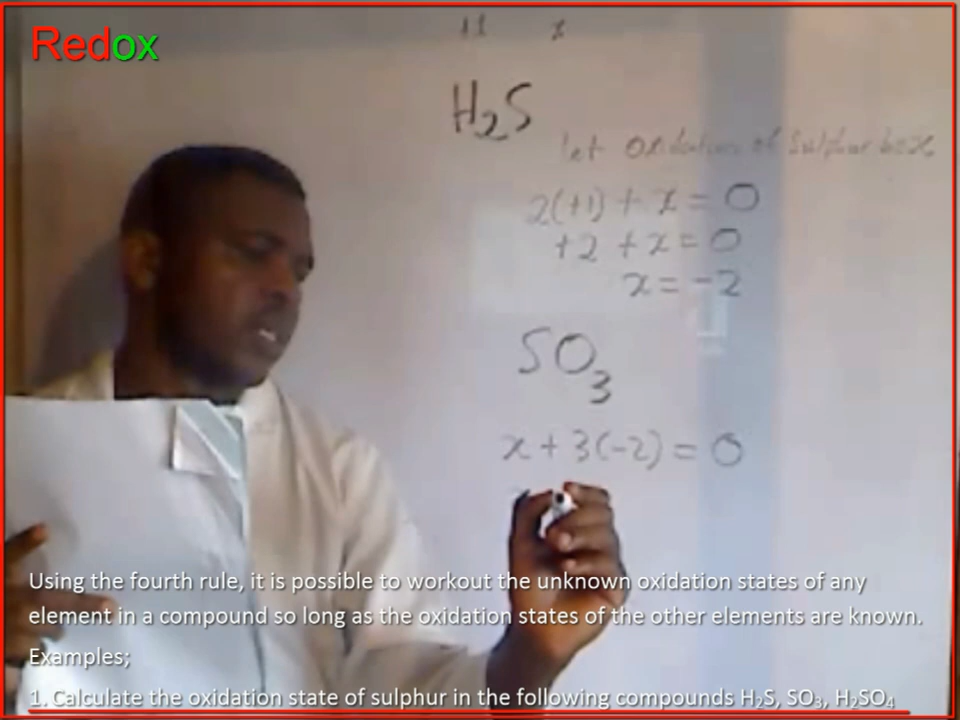 Redox
+1 x
H₂S
let oxidation of Sulphur be x
2(+1) + x = 0
+2 + x = 0
x = -2
SO₃
x + 3(-2) = 0
Using the fourth rule, it is possible to workout the unknown oxidation states of any
element in a compound so long as the oxidation states of the other elements are known.
Examples;
1. Calculate the oxidation state of sulphur in the following compounds H₂S, SO₃, H₂SO₄